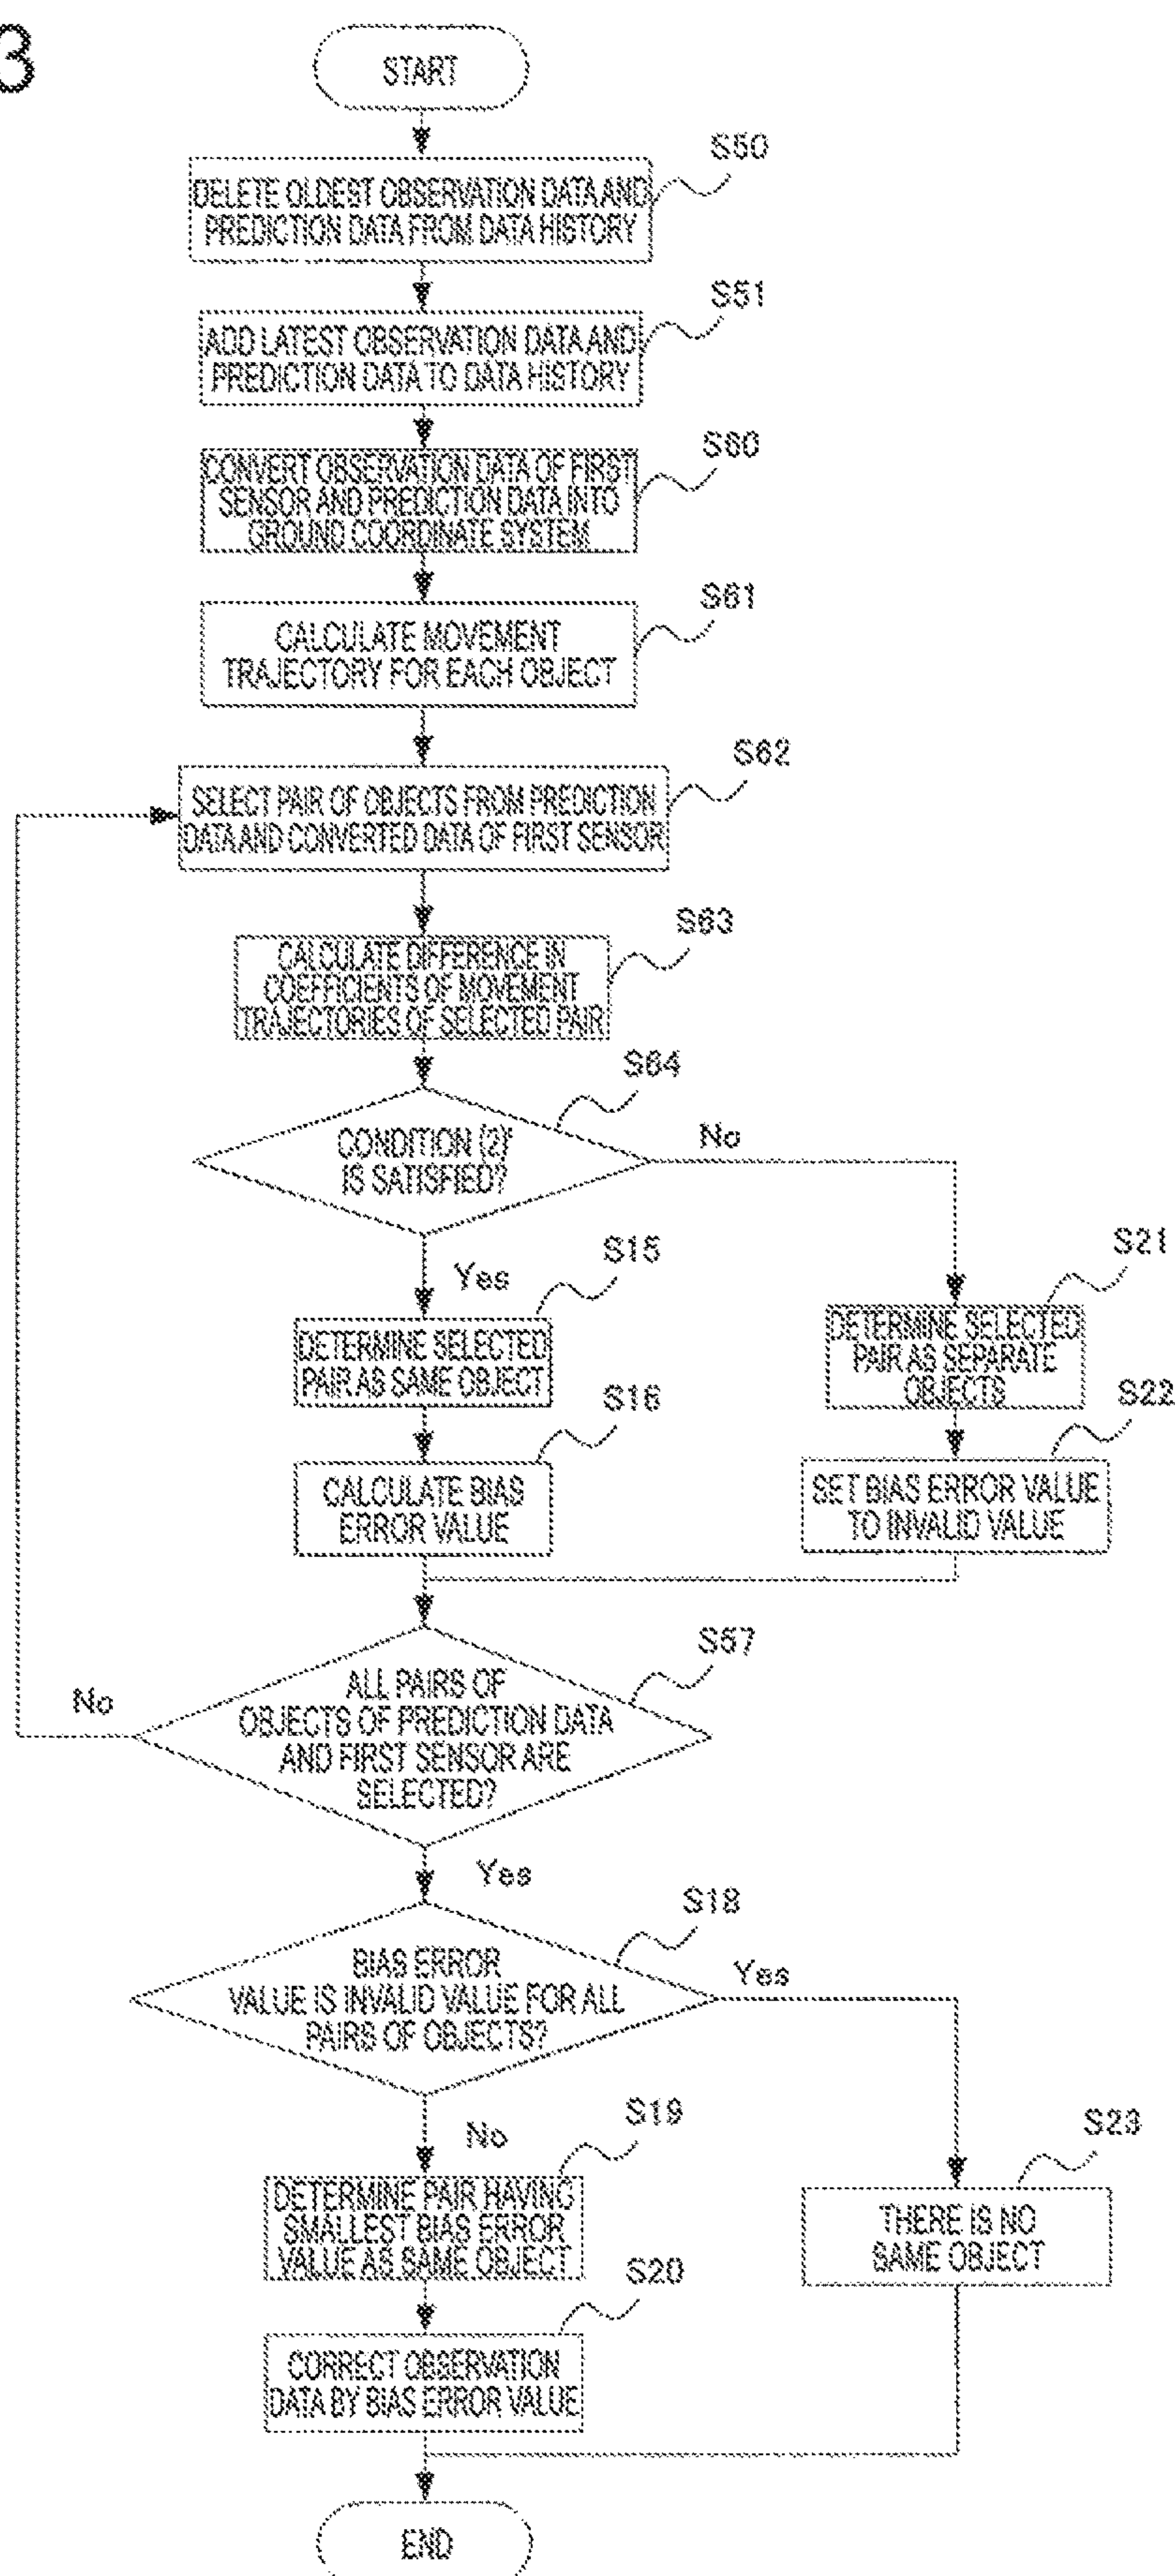 3
START
S50
DELETE OLDEST OBSERVATION DATA AND
PREDICTION DATA FROM DATA HISTORY
S51
ADD LATEST OBSERVATION DATA AND
PREDICTION DATA TO DATA HISTORY
S60
CONVERT OBSERVATION DATA OF FIRST
SENSOR AND PREDICTION DATA INTO
GROUND COORDINATE SYSTEM
S61
CALCULATE MOVEMENT
TRAJECTORY FOR EACH OBJECT
S62
SELECT PAIR OF OBJECTS FROM PREDICTION
DATA AND CONVERTED DATA OF FIRST SENSOR
S63
CALCULATE DIFFERENCE IN
COEFFICIENTS OF MOVEMENT
TRAJECTORIES OF SELECTED PAIR
S64
CONDITION (2)'
IS SATISFIED?
No
Yes
S15
DETERMINE SELECTED
PAIR AS SAME OBJECT
S21
DETERMINE SELECTED
PAIR AS SEPARATE
OBJECTS
S16
CALCULATE BIAS
ERROR VALUE
S22
SET BIAS ERROR VALUE
TO INVALID VALUE
S57
ALL PAIRS OF
OBJECTS OF PREDICTION DATA
AND FIRST SENSOR ARE
SELECTED?
No
Yes
S18
BIAS ERROR
VALUE IS INVALID VALUE FOR ALL
PAIRS OF OBJECTS?
Yes
No
S19
DETERMINE PAIR HAVING
SMALLEST BIAS ERROR
VALUE AS SAME OBJECT
S23
THERE IS NO
SAME OBJECT
S20
CORRECT OBSERVATION
DATA BY BIAS ERROR VALUE
END